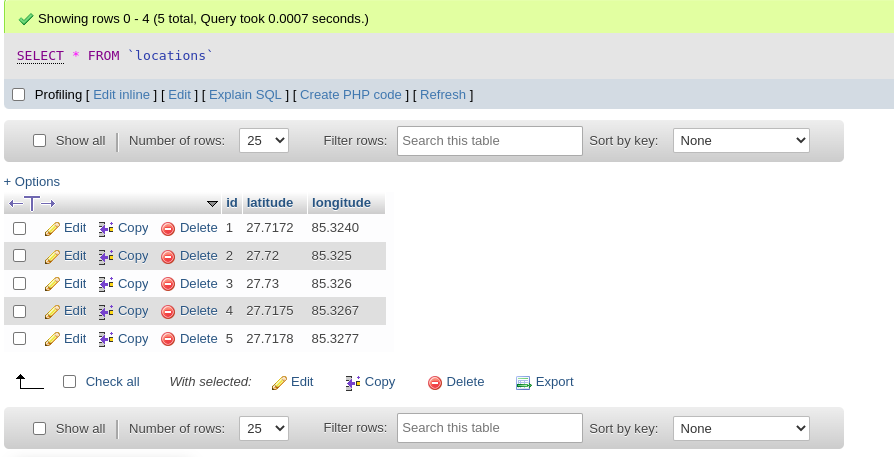 Showing rows 0 - 4 (5 total, Query took 0.0007 seconds.)
SELECT * FROM `locations`
Profiling [ Edit inline ] [ Edit ] [ Explain SQL ] [ Create PHP code ] [ Refresh ]
Show all Number of rows: 25 Filter rows: Search this table Sort by key: None
+ Options
id latitude longitude
Edit Copy Delete 1 27.7172 85.3240
Edit Copy Delete 2 27.72 85.325
Edit Copy Delete 3 27.73 85.326
Edit Copy Delete 4 27.7175 85.3267
Edit Copy Delete 5 27.7178 85.3277
Check all With selected: Edit Copy Delete Export
Show all Number of rows: 25 Filter rows: Search this table Sort by key: None